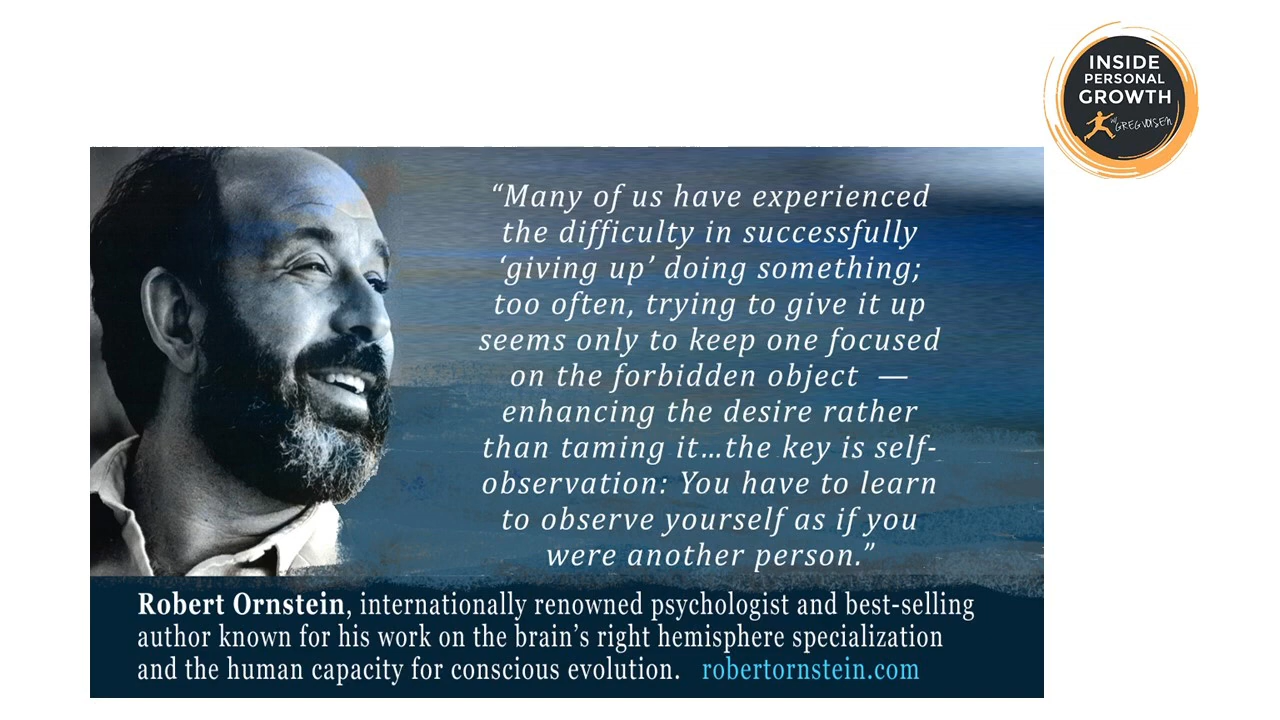 INSIDE
PERSONAL
GROWTH
W/ GREG VOISEN
“Many of us have experienced
the difficulty in successfully
‘giving up’ doing something;
too often, trying to give it up
seems only to keep one focused
on the forbidden object —
enhancing the desire rather
than taming it...the key is self-
observation: You have to learn
to observe yourself as if you
were another person.”
Robert Ornstein, internationally renowned psychologist and best-selling
author known for his work on the brain’s right hemisphere specialization
and the human capacity for conscious evolution. robertornstein.com